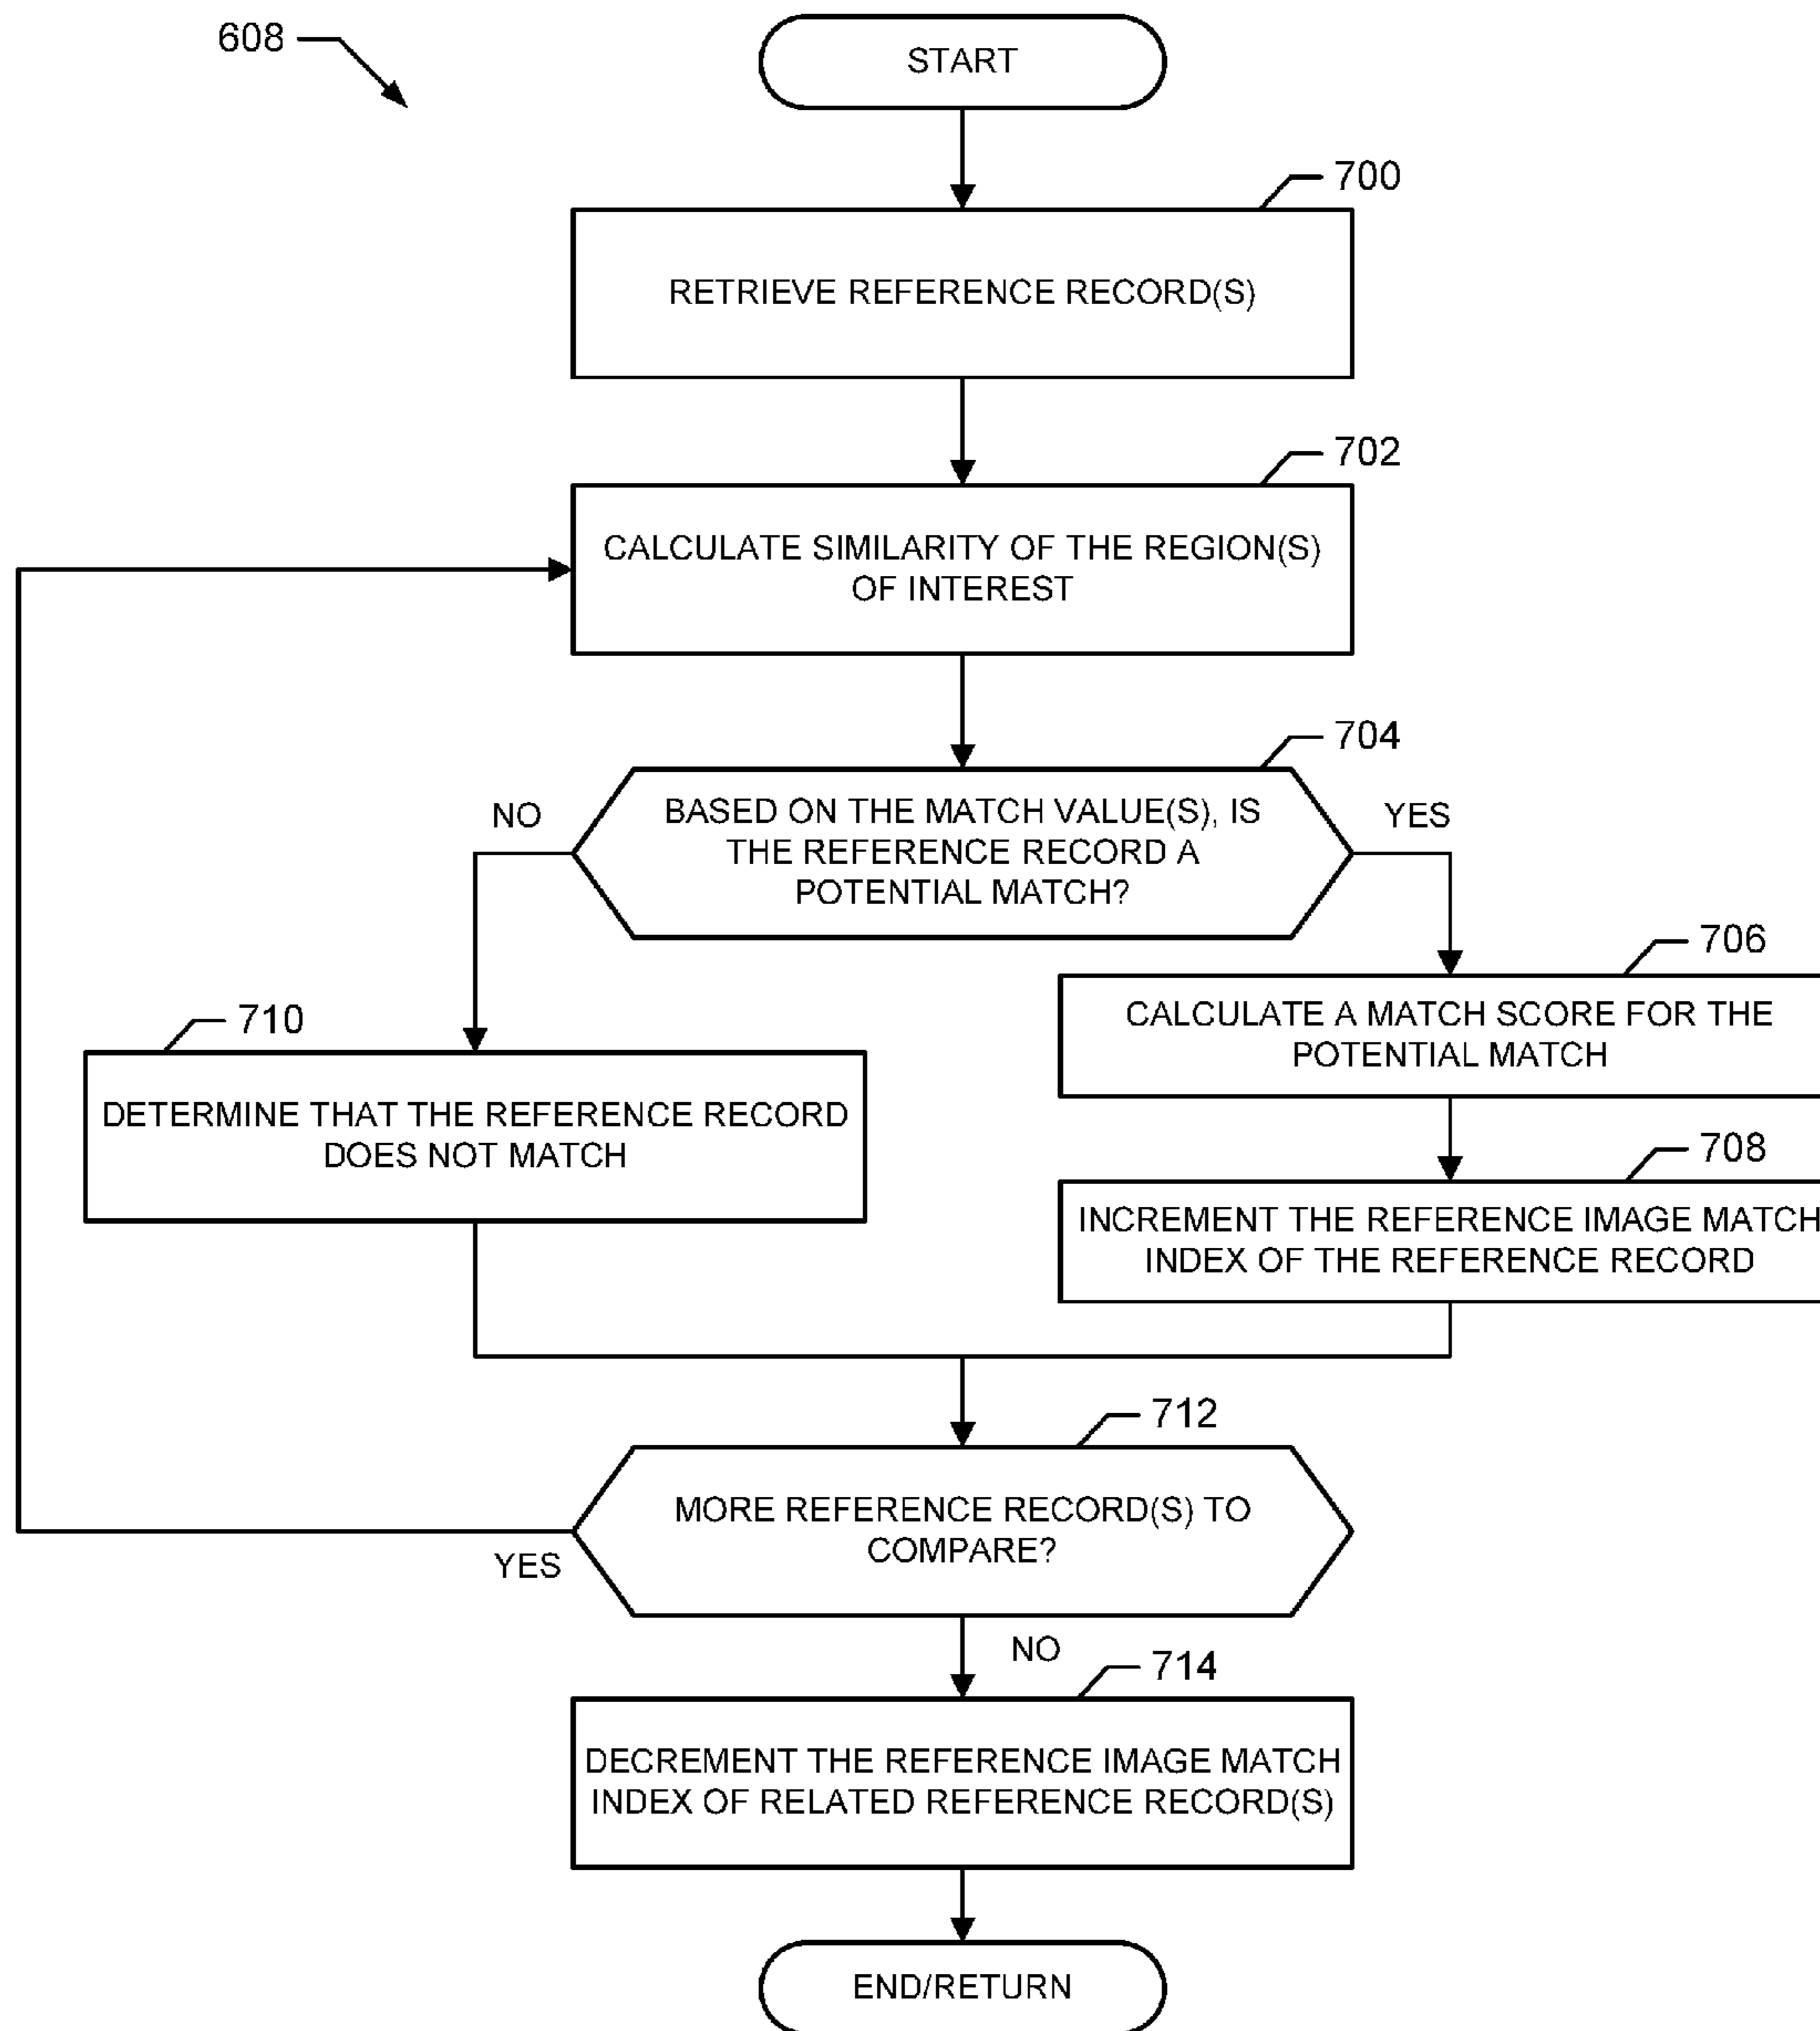 608
START
700
RETRIEVE REFERENCE RECORD(S)
702
CALCULATE SIMILARITY OF THE REGION(S)
OF INTEREST
704
NO
BASED ON THE MATCH VALUE(S), IS
THE REFERENCE RECORD A
POTENTIAL MATCH?
YES
706
CALCULATE A MATCH SCORE FOR THE
POTENTIAL MATCH
710
DETERMINE THAT THE REFERENCE RECORD
DOES NOT MATCH
708
INCREMENT THE REFERENCE IMAGE MATCH
INDEX OF THE REFERENCE RECORD
712
MORE REFERENCE RECORD(S) TO
COMPARE?
YES
NO
714
DECREMENT THE REFERENCE IMAGE MATCH
INDEX OF RELATED REFERENCE RECORD(S)
END/RETURN